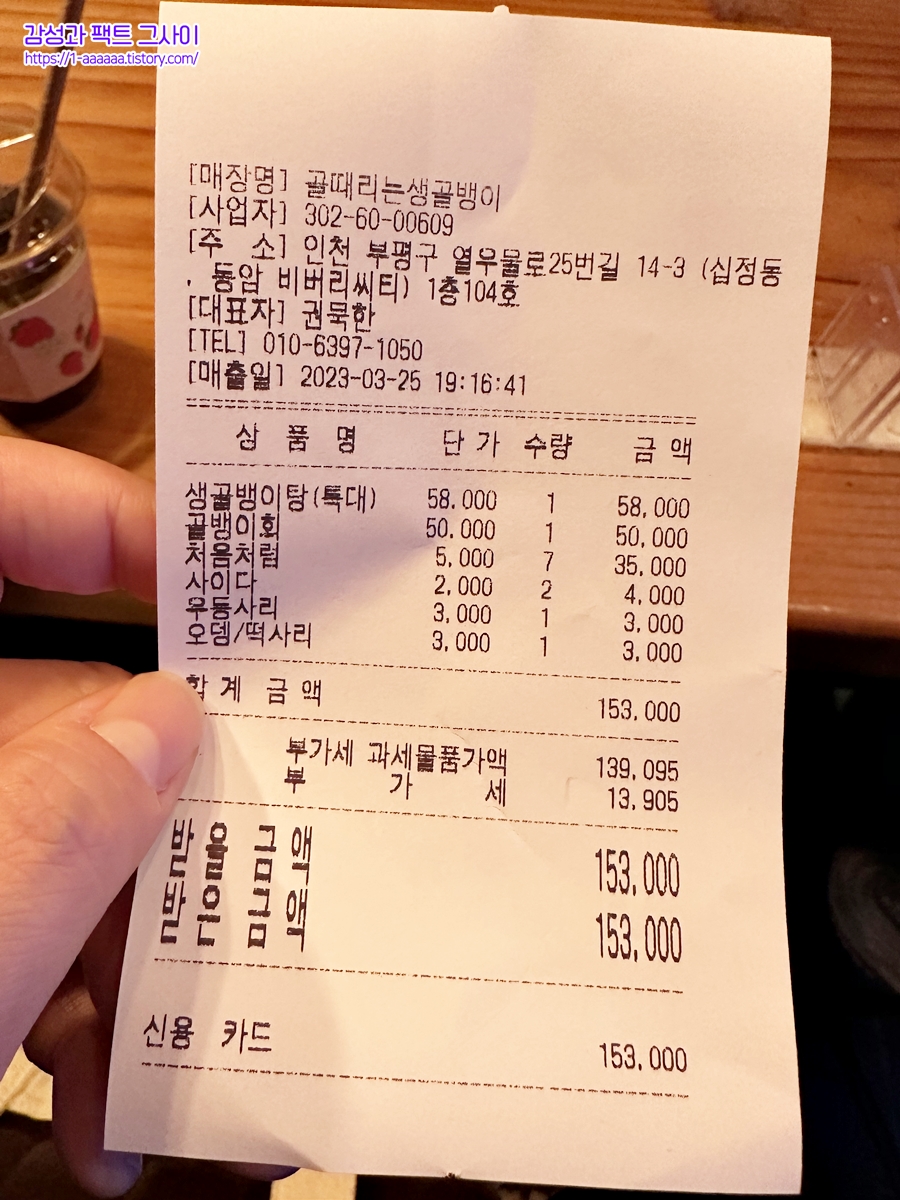 감성과 팩트 그사이
https://1-aaaaaa.tistory.com/
[매장명] 골때리는생골뱅이
[사업자] 302-60-00609
[주 소] 인천 부평구 열우물로25번길 14-3 (십정동
, 동암 비버리씨티) 1층104호
[대표자] 권묵한
[TEL] 010-6397-1050
[매출일] 2023-03-25 19:16:41
상 품 명 단 가 수량 금 액
생골뱅이탕(특대) 58,000 1 58,000
골뱅이회 50,000 1 50,000
처음처럼 5,000 7 35,000
사이다 2,000 2 4,000
우동사리 3,000 1 3,000
오뎅/떡사리 3,000 1 3,000
합 계 금 액 153,000
부가세 과세물품가액 139,095
부 가 세 13,905
받 을 금 액 153,000
받 은 금 액 153,000
신용 카드 153,000